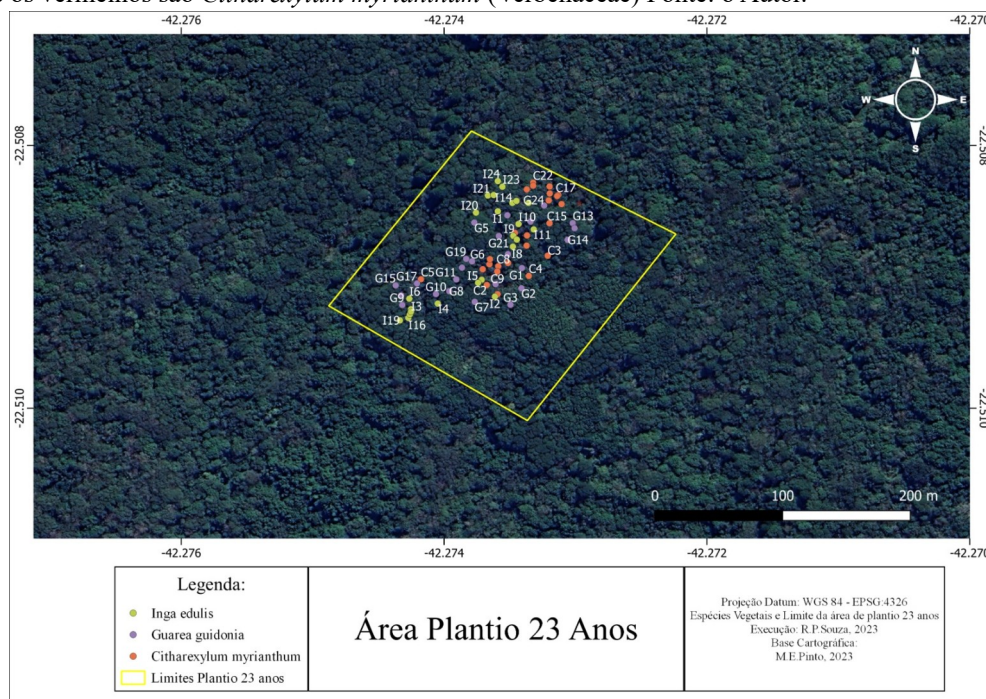 os vermelhos são Citharexylum myrianthum (Verbenaceae) Fonte: o Autor.
-42.276 -42.274 -42.272 -42.270
N
W E
S
-22.508 -22.508
I24 I23 C22
I21 I14 C17
G24
I20 I1 I10 C15 G13
G5 I9 I11 G14
G21
G19 G6 I8 C3
C8
G15 G17 C5 G11 I5 G1 C4
C9
I6 G10 G8 C2 G2
G9 I3 I4 G7 I2 G3
I19 I16
-22.510 -22.510
0 100 200 m
-42.276 -42.274 -42.272 -42.270
Legenda:
Inga edulis
Guarea guidonia
Citharexylum myrianthum
Limites Plantio 23 anos
Área Plantio 23 Anos
Projeção Datum: WGS 84 - EPSG:4326
Espécies Vegetais e Limite da área de plantio 23 anos
Execução: R.P.Souza, 2023
Base Cartográfica:
M.E.Pinto, 2023